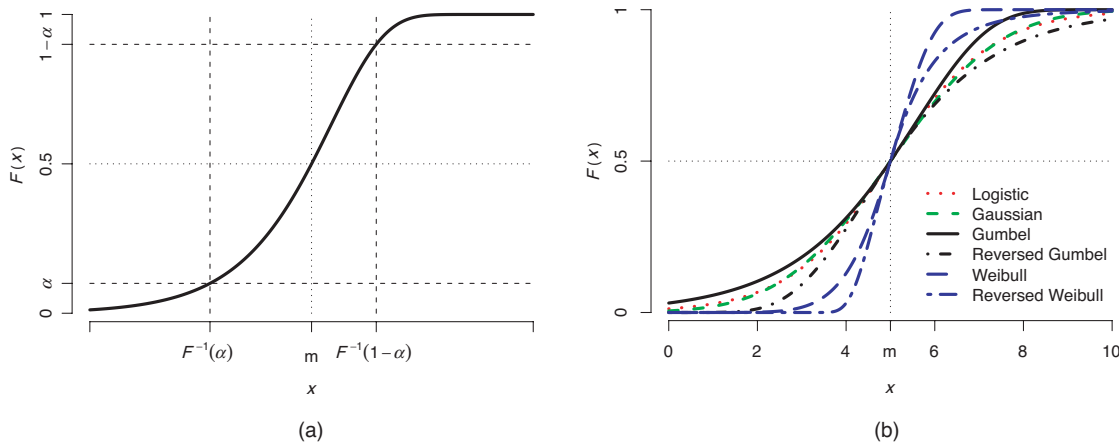 1
1−α
0.5
α
0
F(x)
F⁻¹(α)
m
F⁻¹(1−α)
x
(a)
1
0.5
0
F(x)
Logistic
Gaussian
Gumbel
Reversed Gumbel
Weibull
Reversed Weibull
0
2
4
m
6
8
10
x
(b)